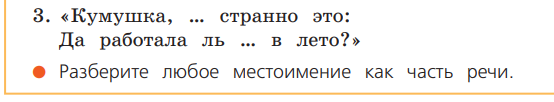 3. «Кумушка, ... странно это:
Да работала ль ... в лето?»
● Разберите любое местоимение как часть речи.